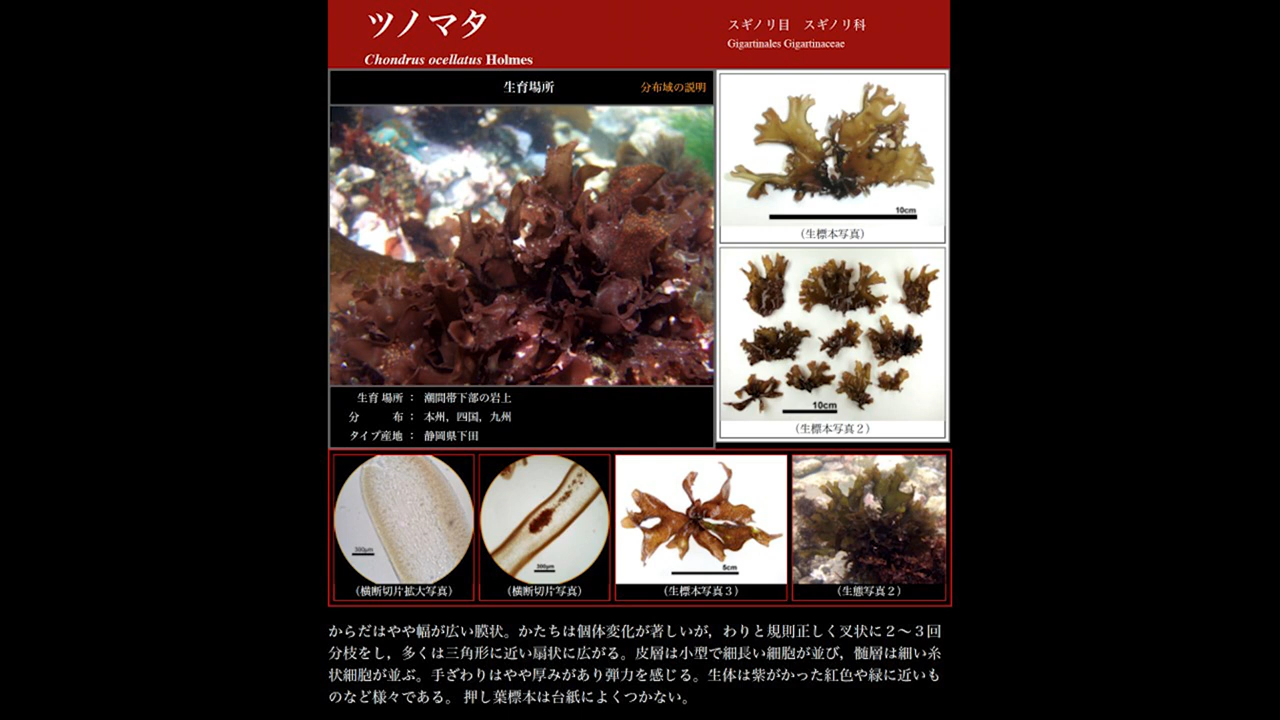 ツノマタ
スギノリ目　スギノリ科
Gigartinales Gigartinaceae
Chondrus ocellatus Holmes
生育場所
分布域の説明
10cm
（生標本写真）
10cm
（生標本写真２）
生育 場所 ： 潮間帯下部の岩上
分　　　布 ： 本州，四国，九州
タイプ産地 ： 静岡県下田
300μm
（横断切片拡大写真）
300μm
（横断切片写真）
5cm
（生標本写真３）
（生態写真２）
からだはやや幅が広い膜状。かたちは個体変化が著しいが，わりと規則正しく叉状に２～３回
分枝をし，多くは三角形に近い扇状に広がる。皮層は小型で細長い細胞が並び，髄層は細い糸
状細胞が並ぶ。手ざわりはやや厚みがあり弾力を感じる。生体は紫がかった紅色や緑に近いも
のなど様々である。 押し葉標本は台紙によくつかない。